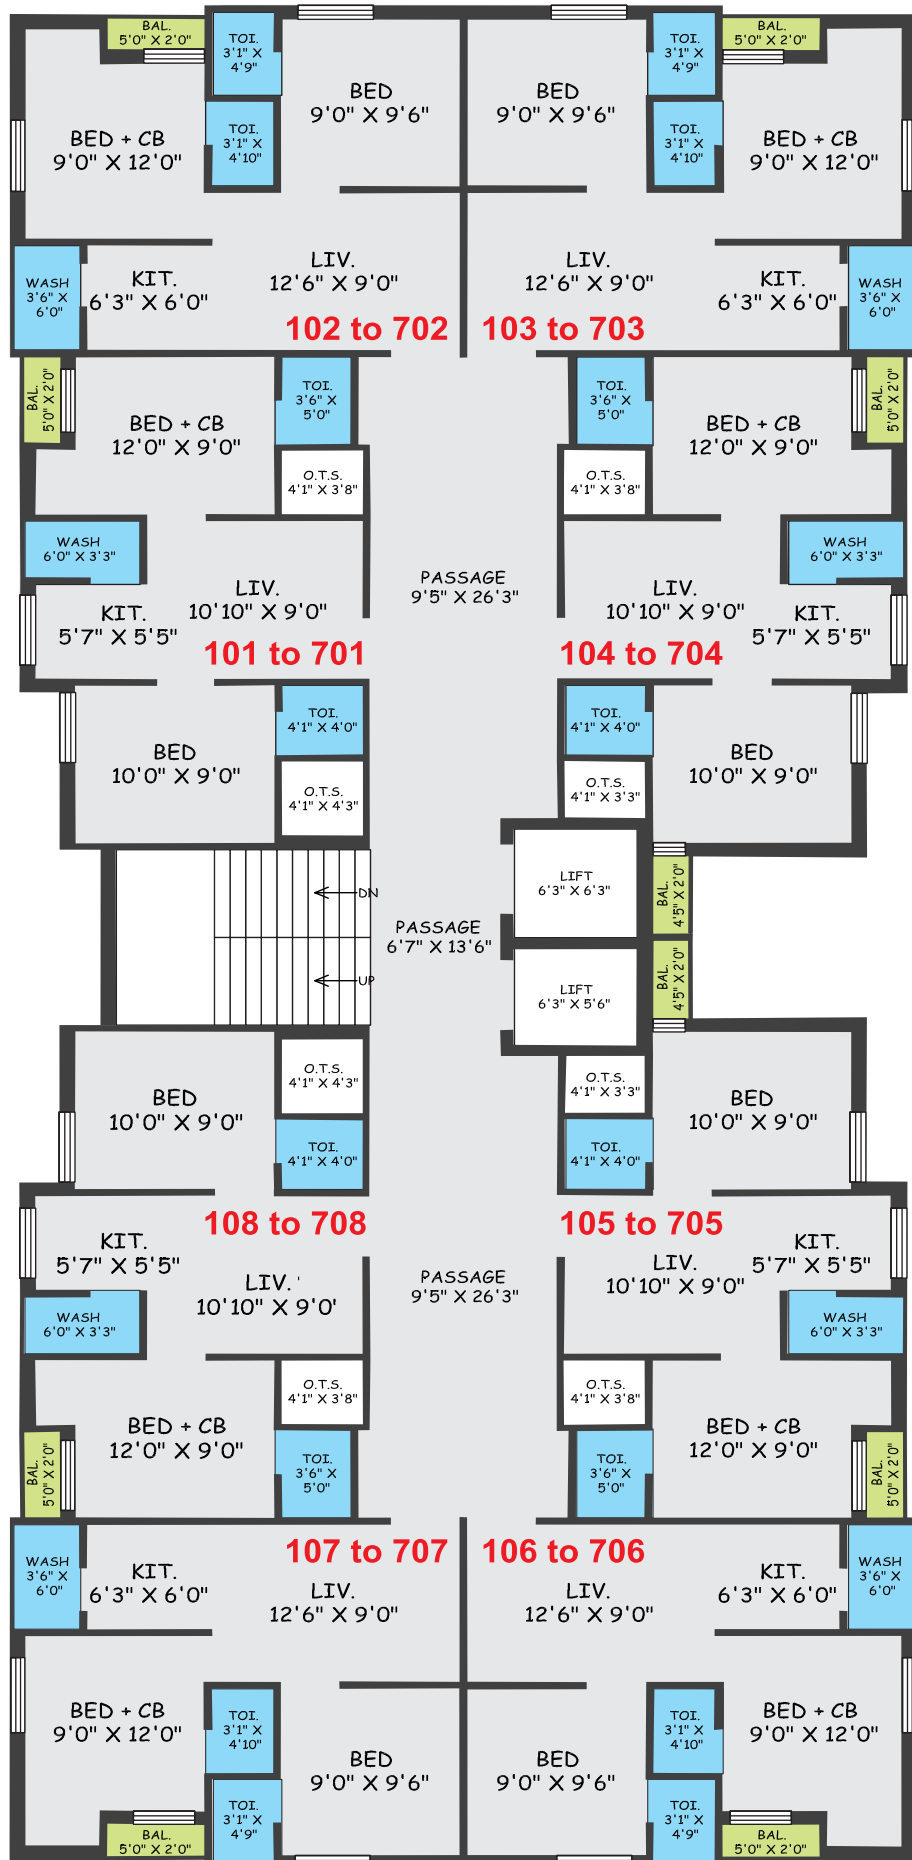 BAL.
5'0" X 2'0"
TOI.
3'1" X
4'9"
BED
9'0" X 9'6"
BED
9'0" X 9'6"
TOI.
3'1" X
4'9"
BAL.
5'0" X 2'0"
BED + CB
9'0" X 12'0"
TOI.
3'1" X
4'10"
TOI.
3'1" X
4'10"
BED + CB
9'0" X 12'0"
WASH
3'6" X
6'0"
KIT.
6'3" X 6'0"
LIV.
12'6" X 9'0"
LIV.
12'6" X 9'0"
KIT.
6'3" X 6'0"
WASH
3'6" X
6'0"
102 to 702
103 to 703
BAL.
5'0" X 2'0"
BED + CB
12'0" X 9'0"
TOI.
3'6" X
5'0"
TOI.
3'6" X
5'0"
BED + CB
12'0" X 9'0"
BAL.
5'0" X 2'0"
O.T.S.
4'1" X 3'8"
O.T.S.
4'1" X 3'8"
WASH
6'0" X 3'3"
WASH
6'0" X 3'3"
PASSAGE
9'5" X 26'3"
LIV.
10'10" X 9'0"
LIV.
10'10" X 9'0"
KIT.
5'7" X 5'5"
KIT.
5'7" X 5'5"
101 to 701
104 to 704
BED
10'0" X 9'0"
TOI.
4'1" X 4'0"
TOI.
4'1" X 4'0"
BED
10'0" X 9'0"
O.T.S.
4'1" X 4'3"
O.T.S.
4'1" X 3'3"
LIFT
6'3" X 6'3"
BAL.
4'5" X 2'0"
DN
PASSAGE
6'7" X 13'6"
UP
LIFT
6'3" X 5'6"
BAL.
4'5" X 2'0"
BED
10'0" X 9'0"
O.T.S.
4'1" X 4'3"
O.T.S.
4'1" X 3'3"
BED
10'0" X 9'0"
TOI.
4'1" X 4'0"
TOI.
4'1" X 4'0"
108 to 708
105 to 705
KIT.
5'7" X 5'5"
KIT.
5'7" X 5'5"
LIV.
10'10" X 9'0'
PASSAGE
9'5" X 26'3"
LIV.
10'10" X 9'0"
WASH
6'0" X 3'3"
WASH
6'0" X 3'3"
O.T.S.
4'1" X 3'8"
O.T.S.
4'1" X 3'8"
BED + CB
12'0" X 9'0"
BED + CB
12'0" X 9'0"
BAL.
5'0" X 2'0"
TOI.
3'6" X
5'0"
TOI.
3'6" X
5'0"
BAL.
5'0" X 2'0"
107 to 707
106 to 706
WASH
3'6" X
6'0"
KIT.
6'3" X 6'0"
LIV.
12'6" X 9'0"
LIV.
12'6" X 9'0"
KIT.
6'3" X 6'0"
WASH
3'6" X
6'0"
BED + CB
9'0" X 12'0"
TOI.
3'1" X
4'10"
TOI.
3'1" X
4'10"
BED + CB
9'0" X 12'0"
BED
9'0" X 9'6"
BED
9'0" X 9'6"
BAL.
5'0" X 2'0"
TOI.
3'1" X
4'9"
TOI.
3'1" X
4'9"
BAL.
5'0" X 2'0"